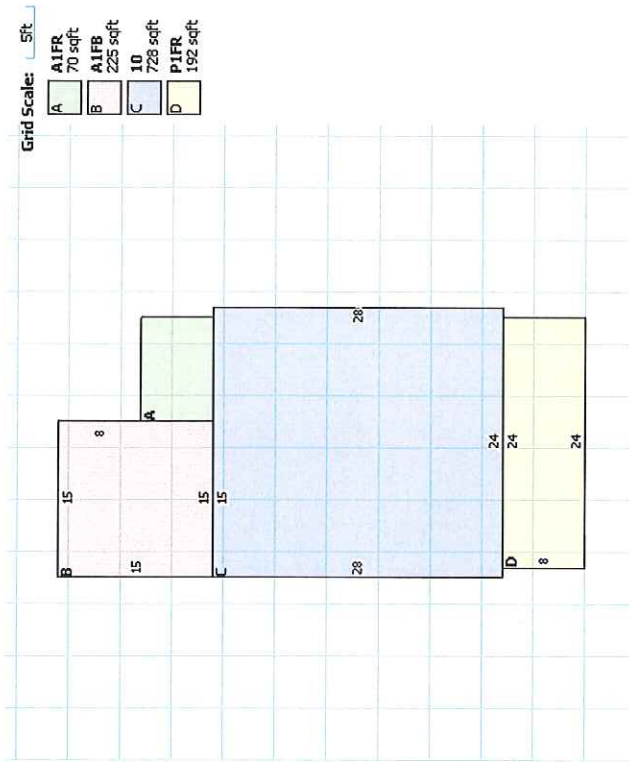 Grid Scale: 5ft
A A1FR
70 sqft
B A1FB
225 sqft
C 10
728 sqft
D P1FR
192 sqft
B
15
8
15
15
A
C
15
28
28
24
D
24
8
24